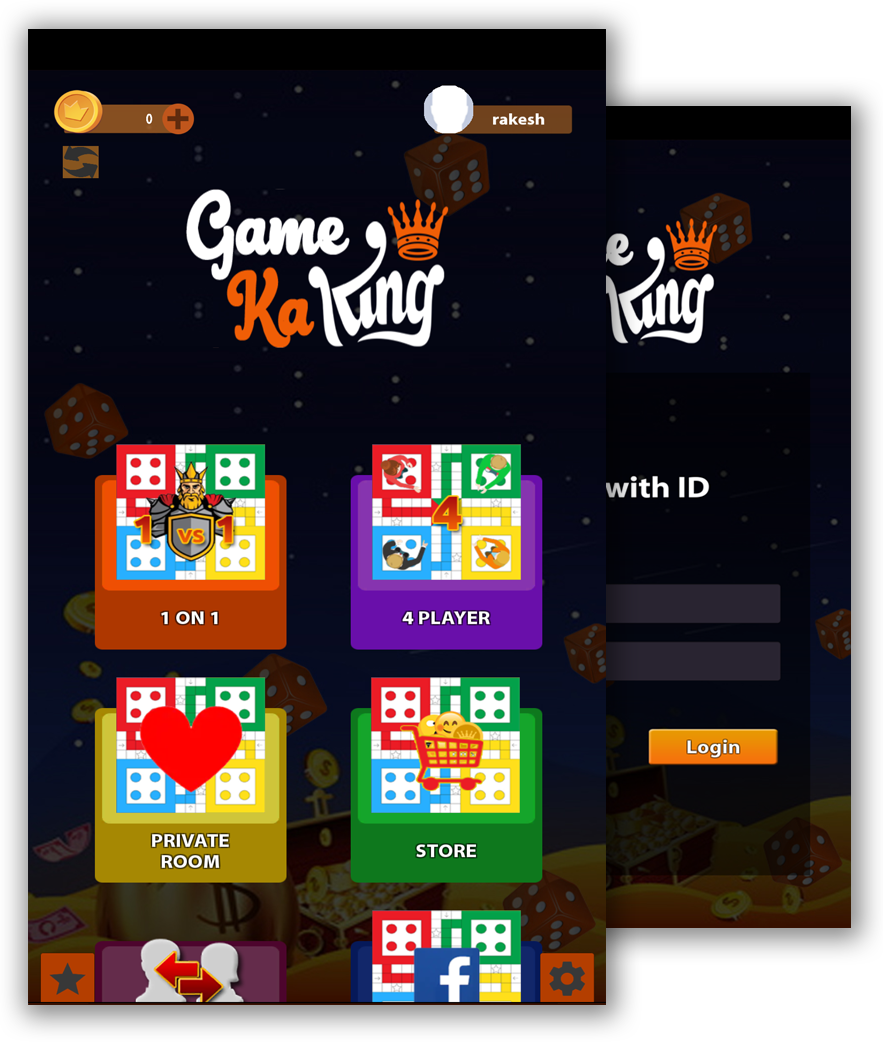 0
rakesh
Game
Ka King
e
King
1 VS 1
4
1 ON 1
4 PLAYER
with ID
PRIVATE
ROOM
STORE
Login
f